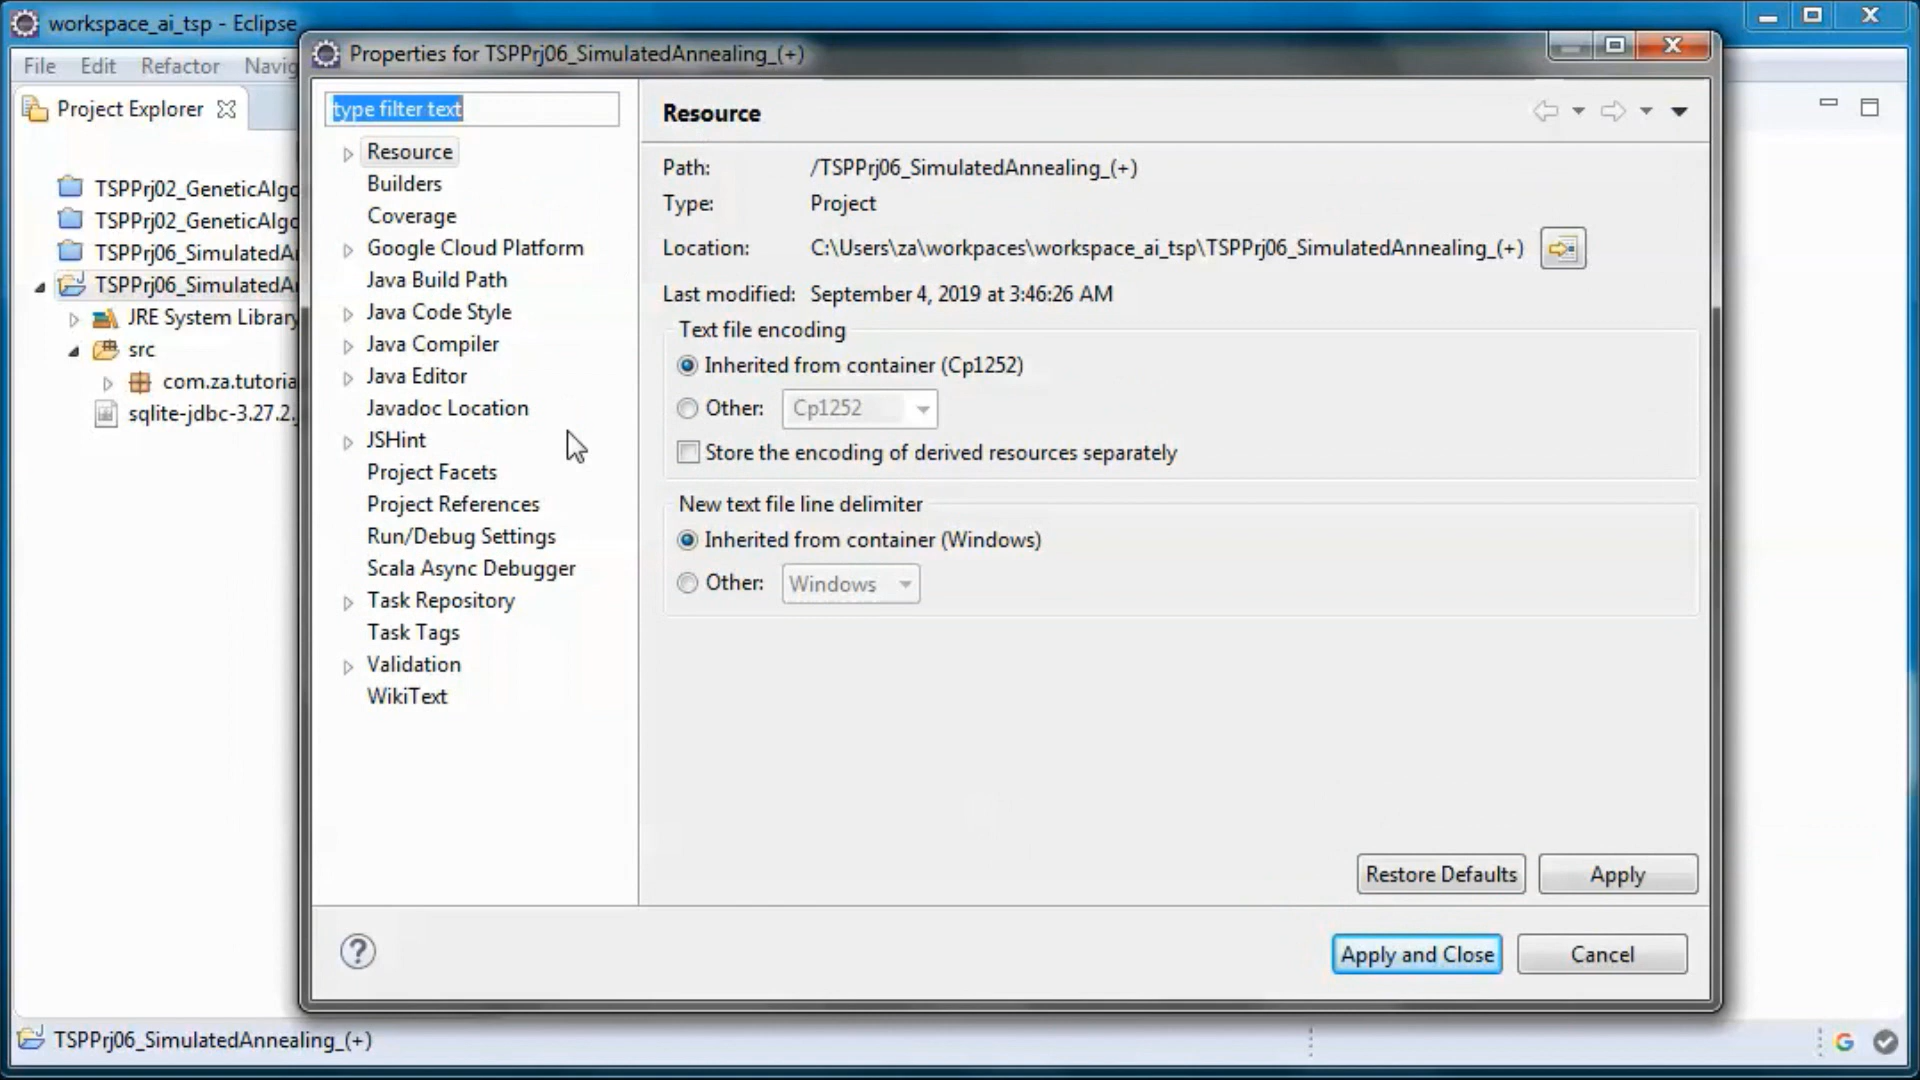 workspace_ai_tsp - Eclipse
File Edit Refactor Navig
Project Explorer
TSPPrj02_GeneticAlgo
TSPPrj02_GeneticAlgo
TSPPrj06_SimulatedAn
TSPPrj06_SimulatedAn
JRE System Library
src
com.za.tutoria
sqlite-jdbc-3.27.2.
Properties for TSPPrj06_SimulatedAnnealing_(+)
type filter text
Resource
Builders
Coverage
Google Cloud Platform
Java Build Path
Java Code Style
Java Compiler
Java Editor
Javadoc Location
JSHint
Project Facets
Project References
Run/Debug Settings
Scala Async Debugger
Task Repository
Task Tags
Validation
WikiText
Resource
Path: /TSPPrj06_SimulatedAnnealing_(+)
Type: Project
Location: C:\Users\za\workpaces\workspace_ai_tsp\TSPPrj06_SimulatedAnnealing_(+)
Last modified: September 4, 2019 at 3:46:26 AM
Text file encoding
Inherited from container (Cp1252)
Other: Cp1252
Store the encoding of derived resources separately
New text file line delimiter
Inherited from container (Windows)
Other: Windows
Restore Defaults Apply
Apply and Close Cancel
TSPPrj06_SimulatedAnnealing_(+)